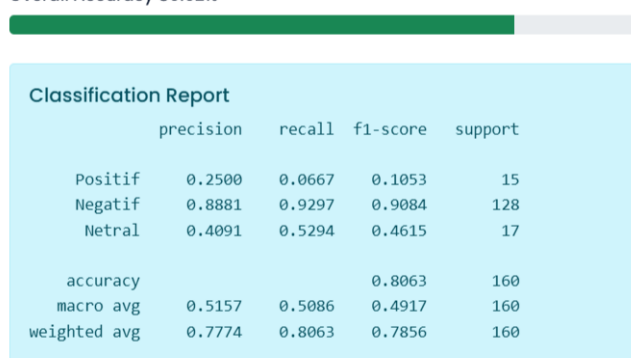 Classification Report
precision recall f1-score support
Positif 0.2500 0.0667 0.1053 15
Negatif 0.8881 0.9297 0.9084 128
Netral 0.4091 0.5294 0.4615 17
accuracy 0.8063 160
macro avg 0.5157 0.5086 0.4917 160
weighted avg 0.7774 0.8063 0.7856 160